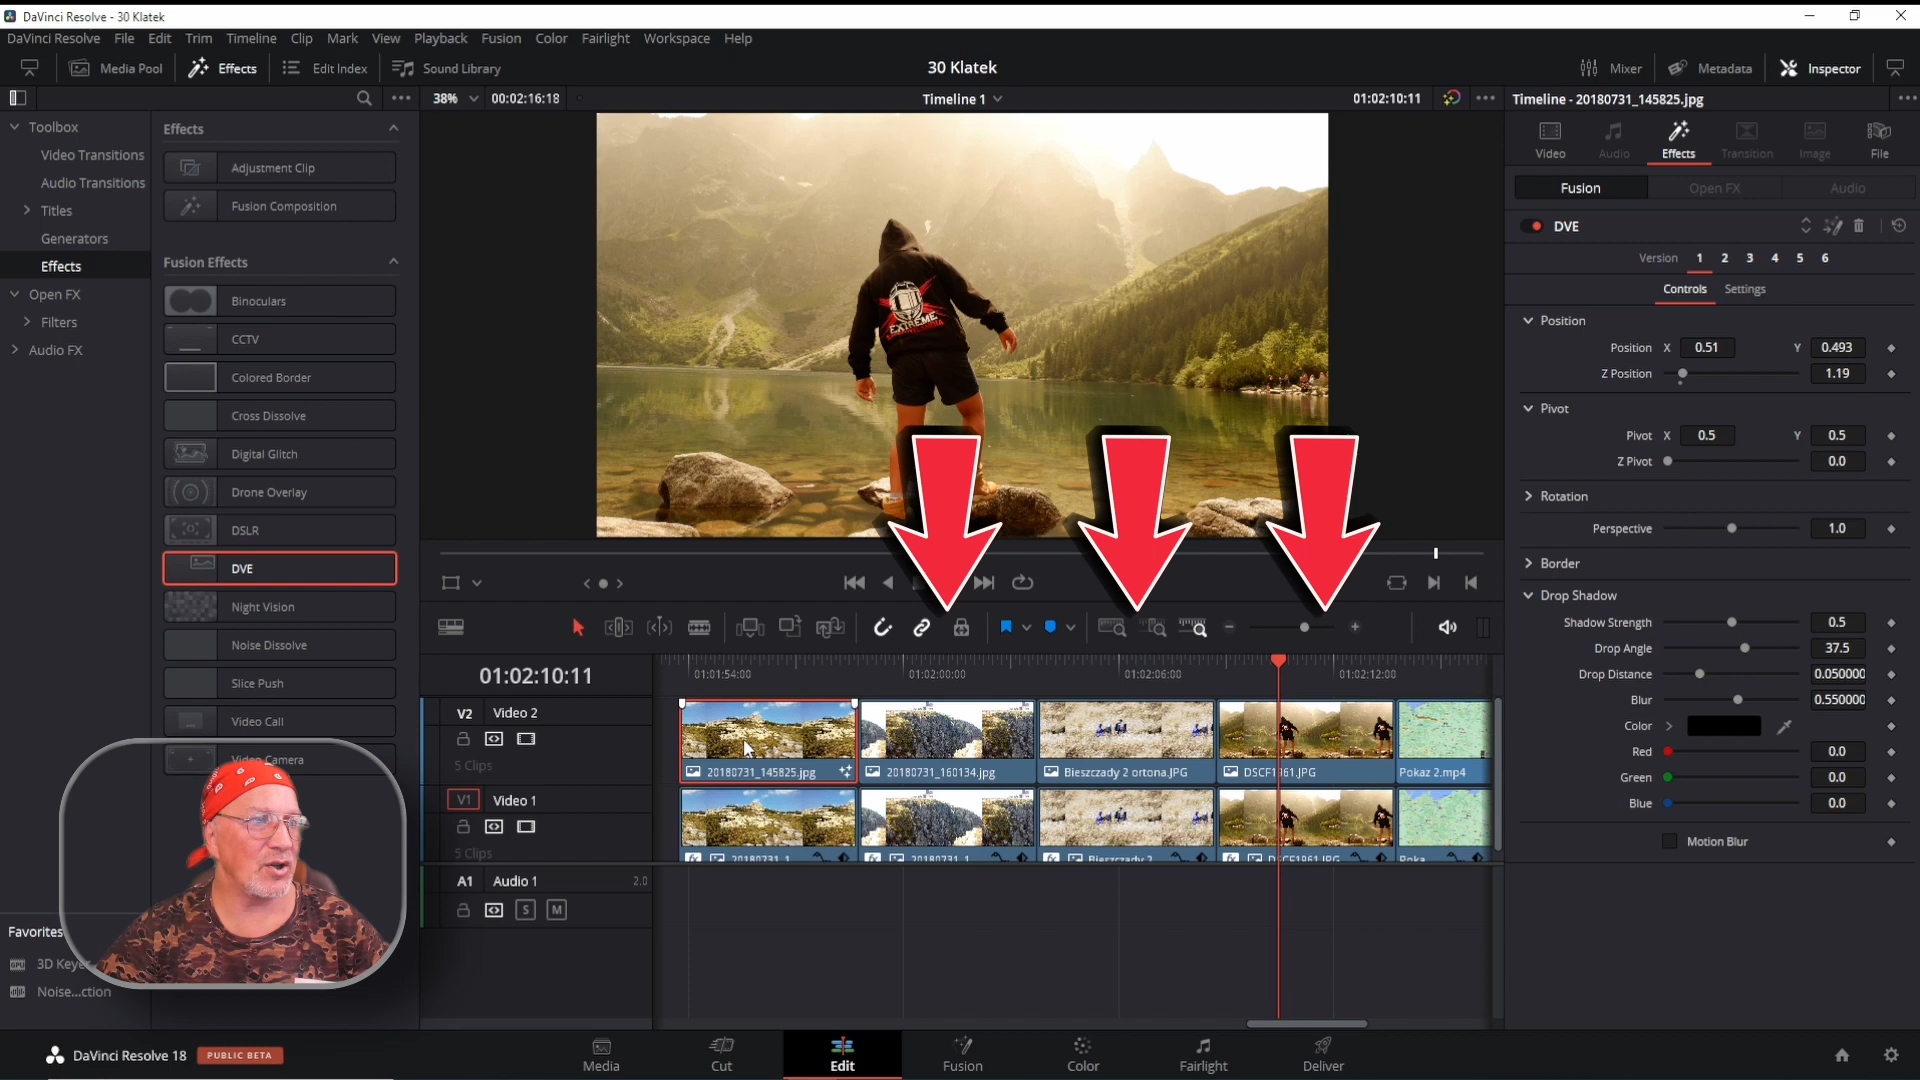 DaVinci Resolve - 30 Klatek
DaVinci Resolve File Edit Trim Timeline Clip Mark View Playback Fusion Color Fairlight Workspace Help
Media Pool Effects Edit Index Sound Library 30 Klatek Mixer Metadata Inspector
38% 00:02:16:18 Timeline 1 01:02:10:11 Timeline - 20180731_145825.jpg
Toolbox
Video Transitions
Audio Transitions
Titles
Generators
Effects
Open FX
Filters
Audio FX
Favorites
3D Keye
Noise...ction
Effects
Adjustment Clip
Fusion Composition
Fusion Effects
Binoculars
CCTV
Colored Border
Cross Dissolve
Digital Glitch
Drone Overlay
DSLR
DVE
Night Vision
Noise Dissolve
Slice Push
Video Call
Video Camera
EXTREME
01:02:10:11
01:01:54:00 01:02:00:00 01:02:06:00 01:02:12:00
V2 Video 2
5 Clips
20180731_145825.jpg 20180731_160134.jpg Bieszczady 2 ortona.JPG DSCF1861.JPG Pokaz 2.mp4
V1 Video 1
5 Clips
20180731_1... 20180731_1... Bieszczady 2... DSCF1861.JPG Poka...
A1 Audio 1 2.0
S M
Video Audio Effects Transition Image File
Fusion Open FX Audio
DVE
Version 1 2 3 4 5 6
Controls Settings
Position
Position X 0.51 Y 0.493
Z Position 1.19
Pivot
Pivot X 0.5 Y 0.5
Z Pivot 0.0
Rotation
Perspective 1.0
Border
Drop Shadow
Shadow Strength 0.5
Drop Angle 37.5
Drop Distance 0.050000
Blur 0.550000
Color
Red 0.0
Green 0.0
Blue 0.0
Motion Blur
DaVinci Resolve 18 PUBLIC BETA
Media Cut Edit Fusion Color Fairlight Deliver